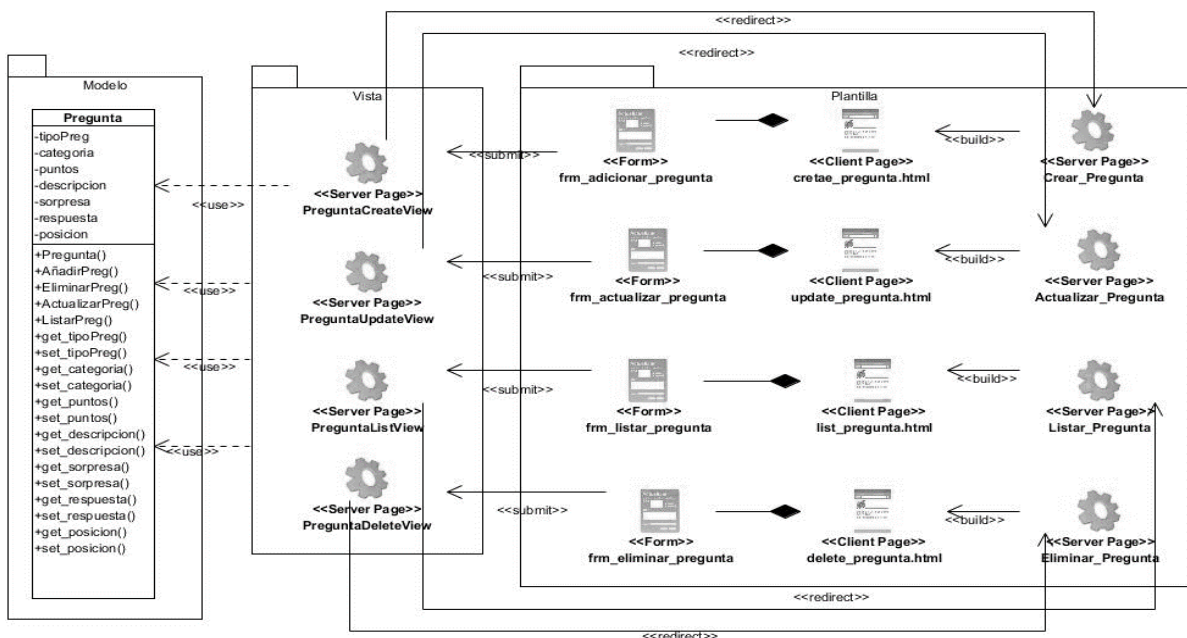 <<redirect>>
<<redirect>>
Modelo
Pregunta
-tipoPreg
-categoria
-puntos
-descripcion
-sorpresa
-respuesta
-posicion
+Pregunta()
+AñadirPreg()
+EliminarPreg()
+ActualizarPreg()
+ListarPreg()
+get_tipoPreg()
+set_tipoPreg()
+get_categoria()
+set_categoria()
+get_puntos()
+set_puntos()
+get_descripcion()
+set_descripcion()
+get_sorpresa()
+set_sorpresa()
+get_respuesta()
+set_respuesta()
+get_posicion()
+set_posicion()
<<use>>
<<use>>
<<use>>
<<use>>
Vista
<<Server Page>>
PreguntaCreateView
<<Server Page>>
PreguntaUpdateView
<<Server Page>>
PreguntaListView
<<Server Page>>
PreguntaDeleteView
<<submit>>
<<submit>>
<<submit>>
<<submit>>
Plantilla
<<Form>>
frm_adicionar_pregunta
<<Client Page>>
cretae_pregunta.html
<<build>>
<<Server Page>>
Crear_Pregunta
<<Form>>
frm_actualizar_pregunta
<<Client Page>>
update_pregunta.html
<<build>>
<<Server Page>>
Actualizar_Pregunta
<<Form>>
frm_listar_pregunta
<<Client Page>>
list_pregunta.html
<<build>>
<<Server Page>>
Listar_Pregunta
<<Form>>
frm_eliminar_pregunta
<<Client Page>>
delete_pregunta.html
<<build>>
<<Server Page>>
Eliminar_Pregunta
<<redirect>>
<<redirect>>